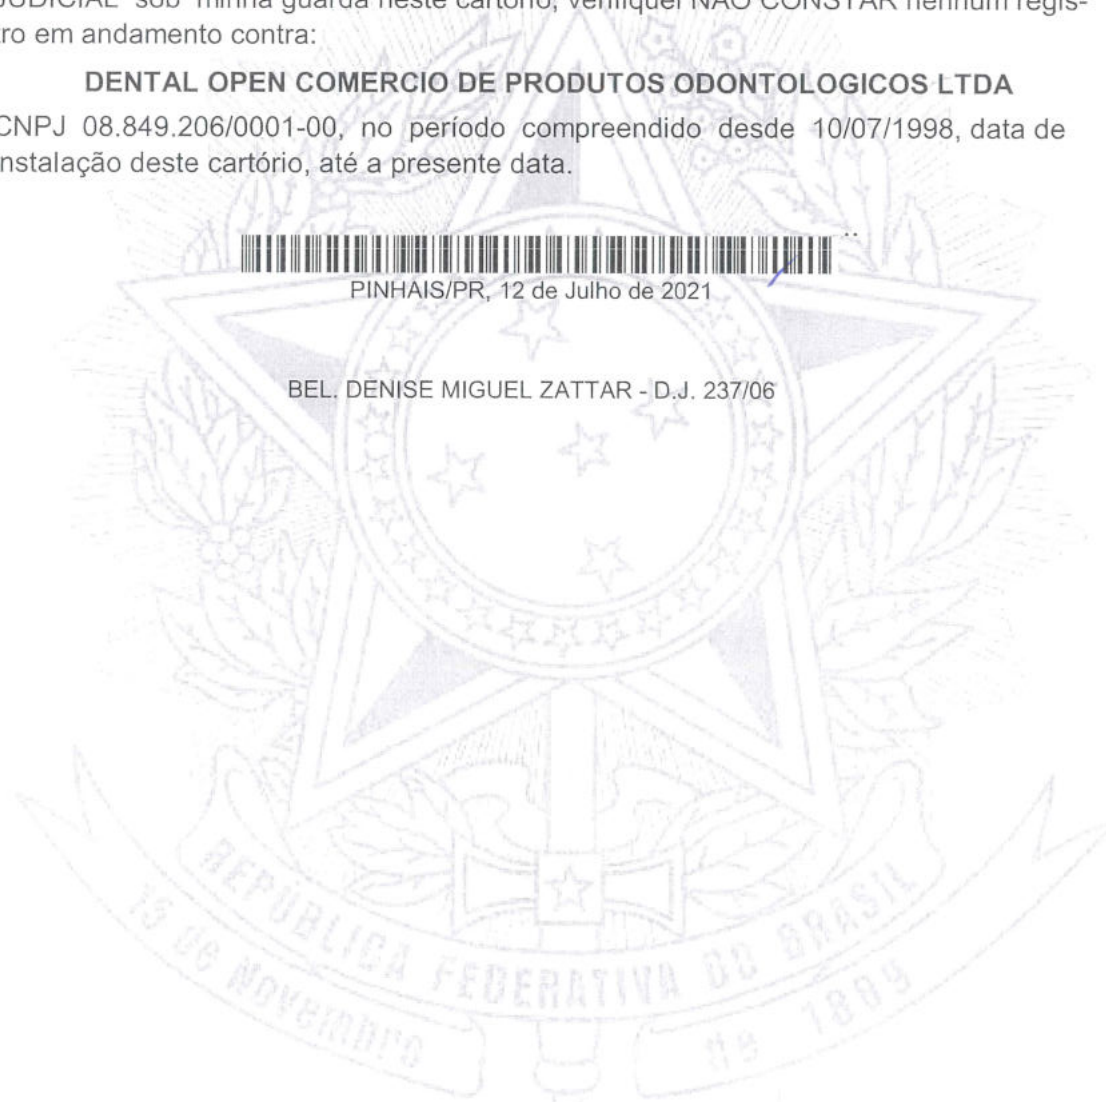 JUDICIAL sob minha guarda neste cartório, verifiquei NÃO CONSTAR nenhum regis-
tro em andamento contra:
DENTAL OPEN COMERCIO DE PRODUTOS ODONTOLOGICOS LTDA
CNPJ 08.849.206/0001-00, no período compreendido desde 10/07/1998, data de
instalação deste cartório, até a presente data.
PINHAIS/PR, 12 de Julho de 2021
BEL. DENISE MIGUEL ZATTAR - D.J. 237/06
REPÚBLICA FEDERATIVA DO BRASIL
15 de Novembro de 1889